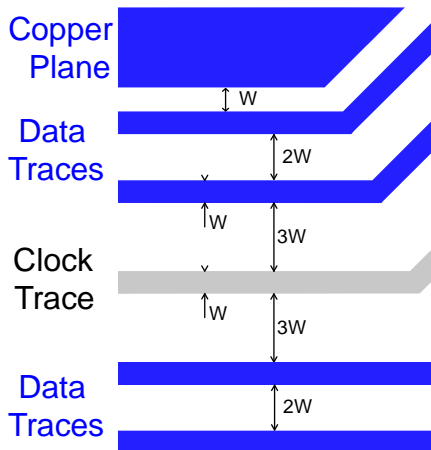 Copper
Plane
W
Data
Traces
2W
W
3W
Clock
Trace
W
3W
Data
Traces
2W